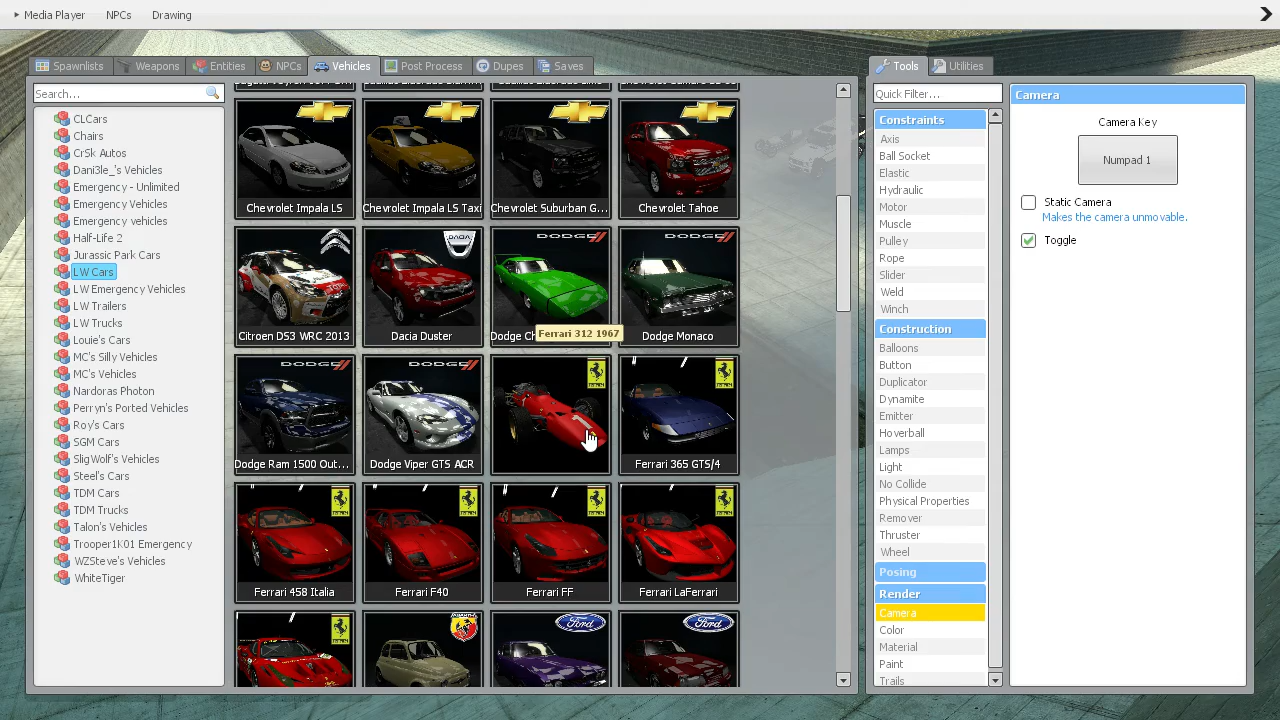 Media Player NPCs Drawing
Spawnlists Weapons Entities NPCs Vehicles Post Process Dupes Saves
Search...
CLCars
Chairs
CrSk Autos
Dani3le_'s Vehicles
Emergency - Unlimited
Emergency Vehicles
Emergency vehicles
Half-Life 2
Jurassic Park Cars
LW Cars
LW Emergency Vehicles
LW Trailers
LW Trucks
Louie's Cars
MC's Silly Vehicles
MC's Vehicles
Nardoras Photon
Perryn's Ported Vehicles
Roy's Cars
SGM Cars
SligWolf's Vehicles
Steel's Cars
TDM Cars
TDM Trucks
Talon's Vehicles
Trooper1K01 Emergency
WZSteve's Vehicles
WhiteTiger
Chevrolet Impala LS Chevrolet Impala LS Taxi Chevrolet Suburban G... Chevrolet Tahoe
DACIA DODGE DODGE
Citroen DS3 WRC 2013 Dacia Duster Dodge Ch Dodge Monaco
Ferrari 312 1967
DODGE DODGE
Dodge Ram 1500 Out... Dodge Viper GTS ACR Ferrari 365 GTS/4
Ferrari 458 Italia Ferrari F40 Ferrari FF Ferrari LaFerrari
Ford Ford
Tools Utilities
Quick Filter...
Constraints
Axis
Ball Socket
Elastic
Hydraulic
Motor
Muscle
Pulley
Rope
Slider
Weld
Winch
Construction
Balloons
Button
Duplicator
Dynamite
Emitter
Hoverball
Lamps
Light
No Collide
Physical Properties
Remover
Thruster
Wheel
Posing
Render
Camera
Color
Material
Paint
Trails
Camera
Camera Key
Numpad 1
Static Camera
Makes the camera unmovable.
Toggle